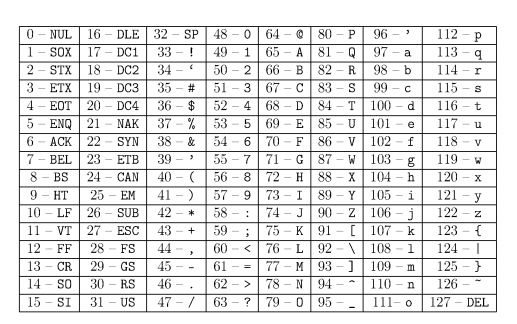 0 – NUL 16 – DLE 32 – SP 48 – 0 64 – @ 80 – P 96 – ' 112 – p
1 – SOX 17 – DC1 33 – ! 49 – 1 65 – A 81 – Q 97 – a 113 – q
2 – STX 18 – DC2 34 – ‘ 50 – 2 66 – B 82 – R 98 – b 114 – r
3 – ETX 19 – DC3 35 – # 51 – 3 67 – C 83 – S 99 – c 115 – s
4 – EOT 20 – DC4 36 – $ 52 – 4 68 – D 84 – T 100 – d 116 – t
5 – ENQ 21 – NAK 37 – % 53 – 5 69 – E 85 – U 101 – e 117 – u
6 – ACK 22 – SYN 38 – & 54 – 6 70 – F 86 – V 102 – f 118 – v
7 – BEL 23 – ETB 39 – ' 55 – 7 71 – G 87 – W 103 – g 119 – w
8 – BS 24 – CAN 40 – ( 56 – 8 72 – H 88 – X 104 – h 120 – x
9 – HT 25 – EM 41 – ) 57 – 9 73 – I 89 – Y 105 – i 121 – y
10 – LF 26 – SUB 42 – * 58 – : 74 – J 90 – Z 106 – j 122 – z
11 – VT 27 – ESC 43 – + 59 – ; 75 – K 91 – [ 107 – k 123 – {
12 – FF 28 – FS 44 – , 60 – < 76 – L 92 – \ 108 – l 124 – |
13 – CR 29 – GS 45 – - 61 – = 77 – M 93 – ] 109 – m 125 – }
14 – SO 30 – RS 46 – . 62 – > 78 – N 94 – ^ 110 – n 126 – ~
15 – SI 31 – US 47 – / 63 – ? 79 – O 95 – _ 111– o 127 – DEL